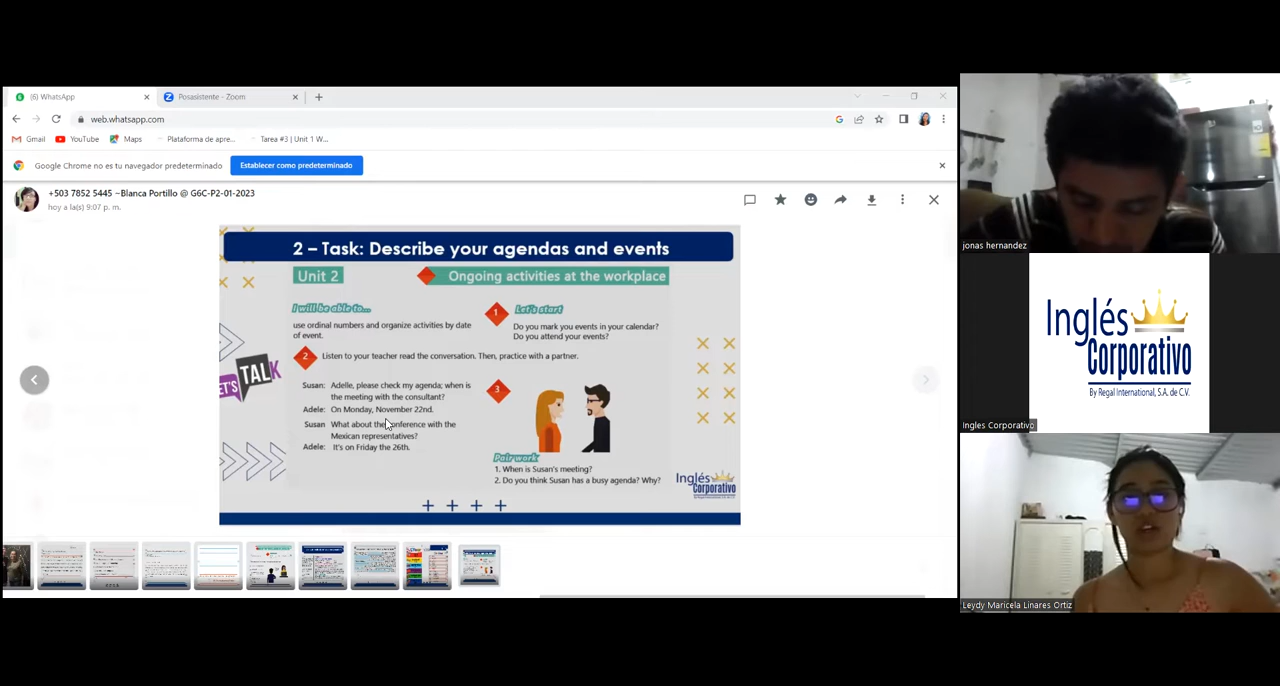 (6) WhatsApp
Posasistente - Zoom
web.whatsapp.com
Gmail
YouTube
Maps
Plataforma de apre...
Tarea #3 | Unit 1 W...
Google Chrome no es tu navegador predeterminado
Establecer como predeterminado
+503 7852 5445 ~Blanca Portillo @ G6C-P2-01-2023
hoy a la(s) 9:07 p. m.
2 – Task: Describe your agendas and events
Unit 2
Ongoing activities at the workplace
I will be able to...
use ordinal numbers and organize activities by date
of event.
1
Let's start
Do you mark you events in your calendar?
Do you attend your events?
2
Listen to your teacher read the conversation. Then, practice with a partner.
LET'S TALK
Susan: Adelle, please check my agenda; when is
the meeting with the consultant?
Adele: On Monday, November 22nd.
Susan What about the conference with the
Mexican representatives?
Adele: It's on Friday the 26th.
3
Pair work
1. When is Susan's meeting?
2. Do you think Susan has a busy agenda? Why?
Inglés
Corporativo
jonas hernandez
Inglés
Corporativo
By Regal International, S.A. de C.V.
Ingles Corporativo
Leydy Maricela Linares Ortiz